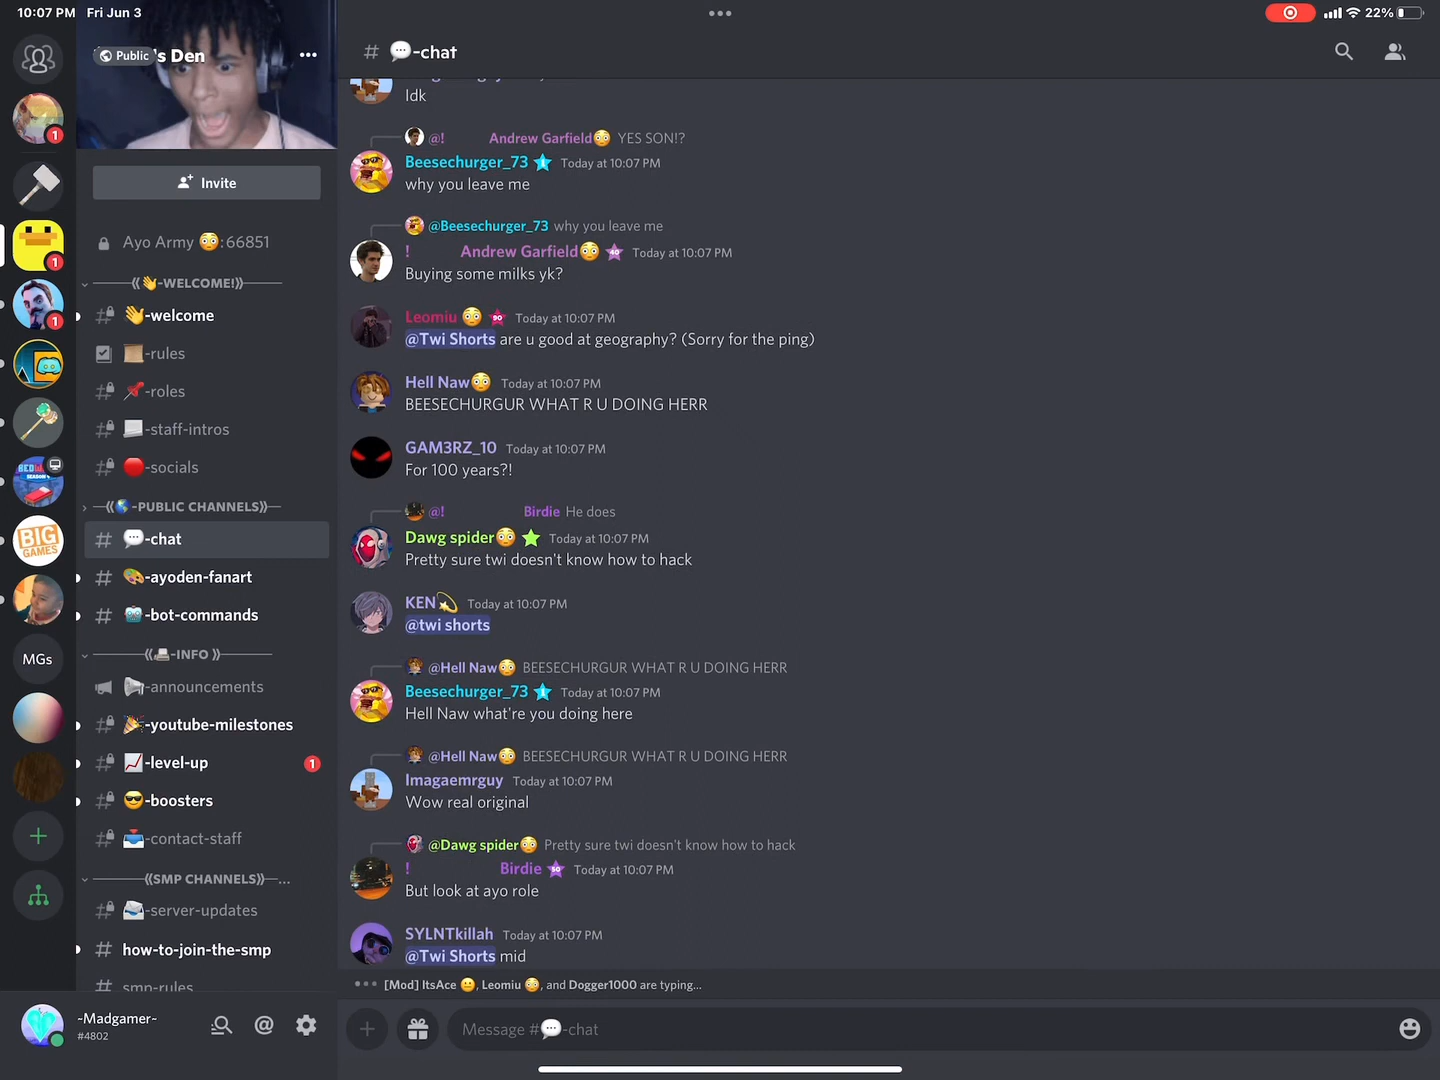 10:07 PM Fri Jun 3
22%
Public 's Den
Invite
Ayo Army 😳:66851
((👋-WELCOME!))
👋-welcome
📜-rules
📌-roles
-staff-intros
🔴-socials
((🌎-PUBLIC CHANNELS))
💬-chat
🎨-ayoden-fanart
🤖-bot-commands
((📠-INFO ))
📢-announcements
🎉-youtube-milestones
📈-level-up 1
😎-boosters
📥-contact-staff
((SMP CHANNELS))—...
📨-server-updates
how-to-join-the-smp
smp-rules
~Madgamer~
#4802
1
1
1
BIG
GAMES
MGs
# 💬-chat
Idk
@! Andrew Garfield😳 YES SON!?
Beesechurger_73 Today at 10:07 PM
why you leave me
@Beesechurger_73 why you leave me
! Andrew Garfield😳 40 Today at 10:07 PM
Buying some milks yk?
Leomiu 😳 90 Today at 10:07 PM
@Twi Shorts are u good at geography? (Sorry for the ping)
Hell Naw😳 Today at 10:07 PM
BEESECHURGUR WHAT R U DOING HERR
GAM3RZ_10 Today at 10:07 PM
For 100 years?!
@! Birdie He does
Dawg spider😳 Today at 10:07 PM
Pretty sure twi doesn't know how to hack
KEN💫 Today at 10:07 PM
@twi shorts
@Hell Naw😳 BEESECHURGUR WHAT R U DOING HERR
Beesechurger_73 Today at 10:07 PM
Hell Naw what're you doing here
@Hell Naw😳 BEESECHURGUR WHAT R U DOING HERR
Imagaemrguy Today at 10:07 PM
Wow real original
@Dawg spider😳 Pretty sure twi doesn't know how to hack
! Birdie 50 Today at 10:07 PM
But look at ayo role
SYLNTkillah Today at 10:07 PM
@Twi Shorts mid
[Mod] ItsAce 😐, Leomiu 😳, and Dogger1000 are typing...
Message #💬-chat